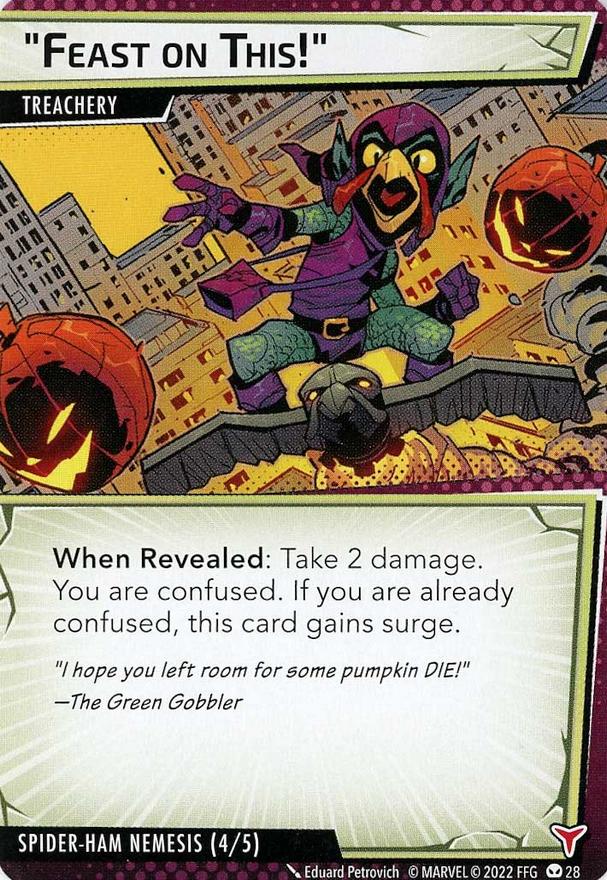 "Feast on This!"
TREACHERY
When Revealed: Take 2 damage.
You are confused. If you are already
confused, this card gains surge.
"I hope you left room for some pumpkin DIE!"
—The Green Gobbler
SPIDER-HAM NEMESIS (4/5)
Eduard Petrovich © MARVEL © 2022 FFG 28